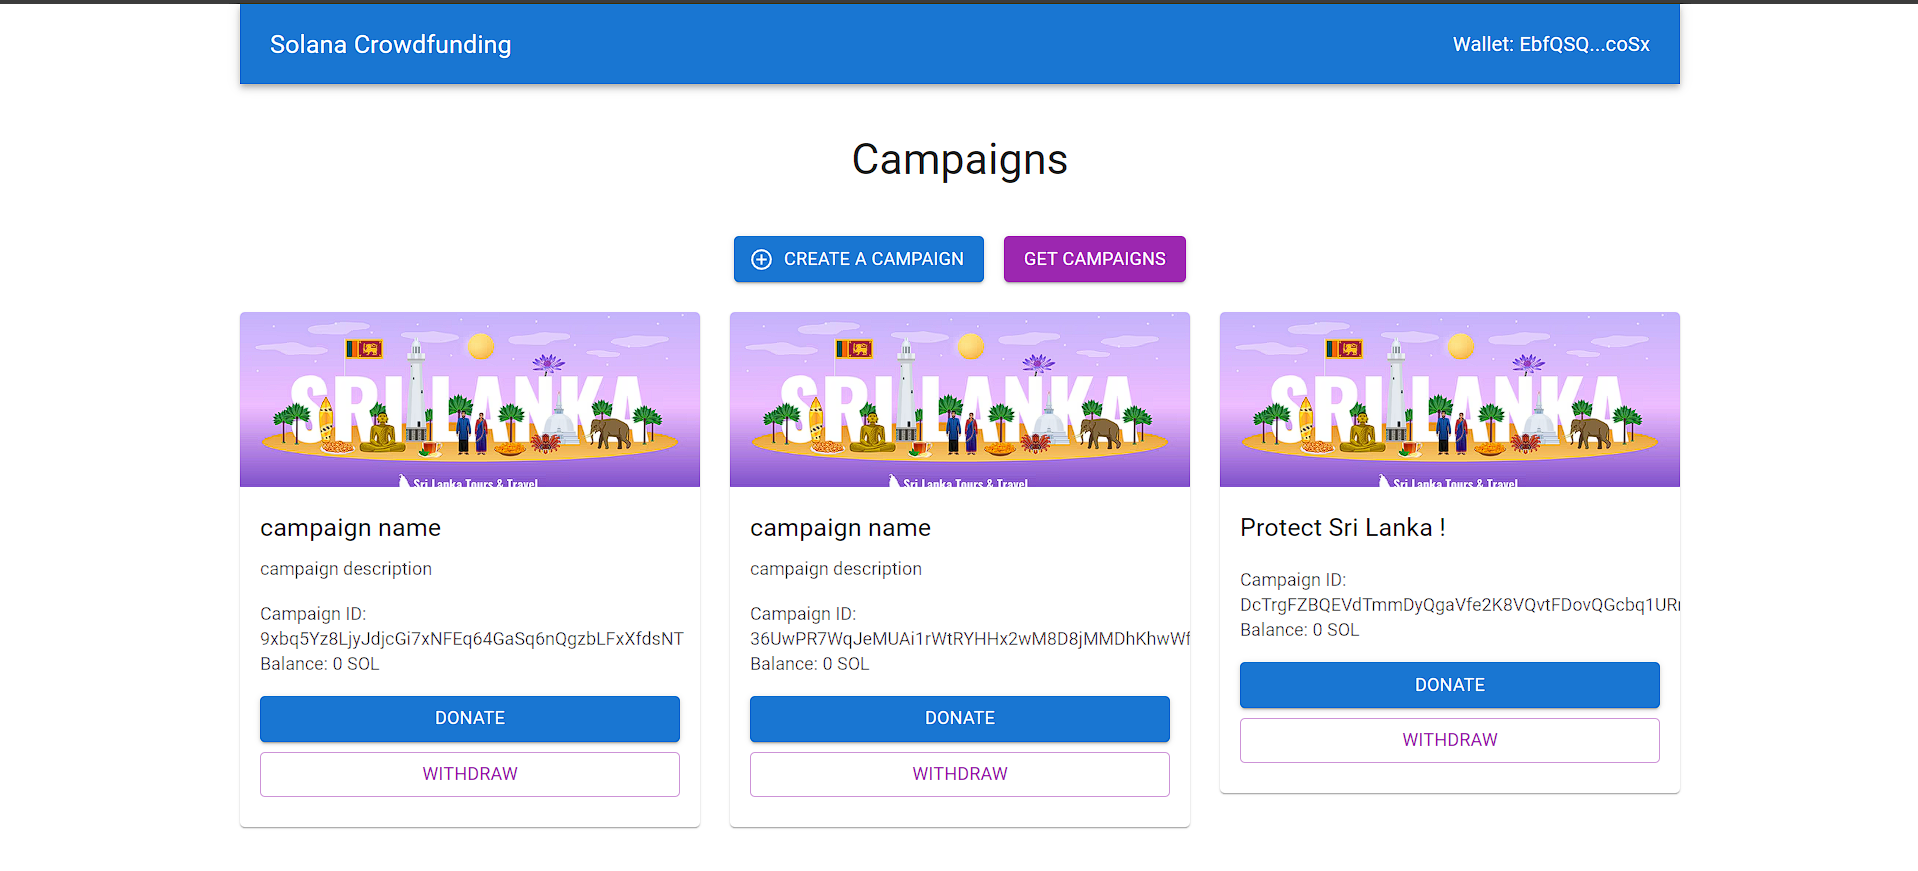 Solana Crowdfunding
Wallet: EbfQSQ...coSx
Campaigns
CREATE A CAMPAIGN
GET CAMPAIGNS
SRI LANKA
Sri Lanka Tours & Travel
campaign name
campaign description
Campaign ID:
9xbq5Yz8LjyJdjcGi7xNFEq64GaSq6nQgzbLFxXfdsNT
Balance: 0 SOL
DONATE
WITHDRAW
SRI LANKA
Sri Lanka Tours & Travel
campaign name
campaign description
Campaign ID:
36UwPR7WqJeMUAi1rWtRYHHx2wM8D8jMMDhKhwWf
Balance: 0 SOL
DONATE
WITHDRAW
SRI LANKA
Sri Lanka Tours & Travel
Protect Sri Lanka !
Campaign ID:
DcTrgFZBQEVdTmmDyQgaVfe2K8VQvtFDovQGcbq1UR
Balance: 0 SOL
DONATE
WITHDRAW